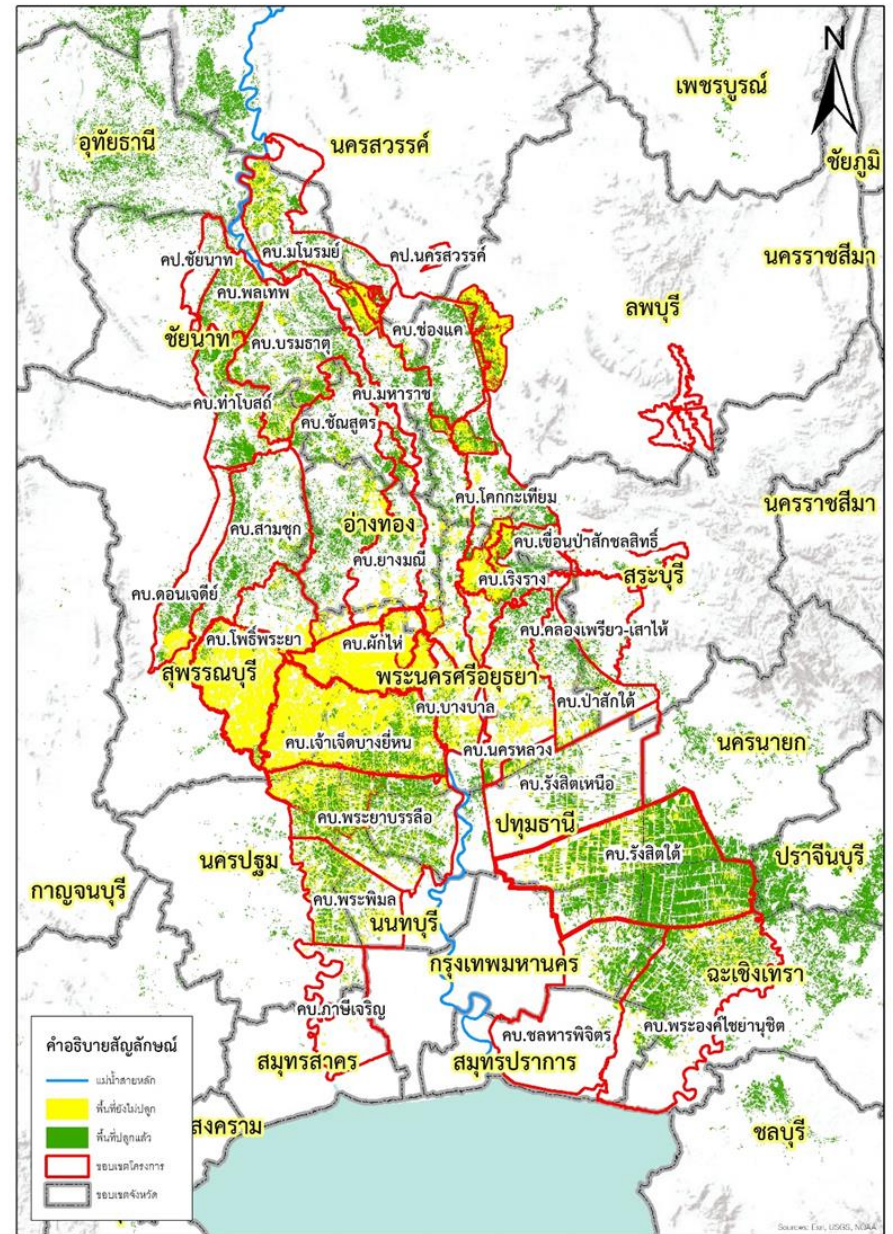 N
เพชรบูรณ์
อุทัยธานี
นครสวรรค์
ชัยภูมิ
คป.ชัยนาท
คบ.มโนรมย์
คป.นครสวรรค์
นครราชสีมา
คบ.พลเทพ
ลพบุรี
ชัยนาท
คบ.บรมธาตุ
คบ.ช่องแค
คบ.ท่าโบสถ์
คบ.มหาราช
คบ.ชัณสูตร
คบ.โคกกะเทียม
นครราชสีมา
คบ.สามชุก
อ่างทอง
คบ.เขื่อนป่าสักชลสิทธิ์
คบ.ยางมณี
คบ.เริงราง
สระบุรี
คบ.ดอนเจดีย์
คบ.โพธิ์พระยา
คบ.ผักไห่
คบ.คลองเพรียว-เสาไห้
สุพรรณบุรี
พระนครศรีอยุธยา
คบ.ป่าสักใต้
คบ.บางบาล
คบ.เจ้าเจ็ดบางยี่หน
คบ.นครหลวง
นครนายก
คบ.รังสิตเหนือ
คบ.พระยาบรรลือ
ปทุมธานี
นครปฐม
คบ.รังสิตใต้
ปราจีนบุรี
กาญจนบุรี
คบ.พระพิมล
นนทบุรี
กรุงเทพมหานคร
ฉะเชิงเทรา
คบ.ภาษีเจริญ
คบ.ชลหารพิจิตร
คบ.พระองค์ไชยานุชิต
สมุทรสาคร
สมุทรปราการ
สงคราม
ชลบุรี
คำอธิบายสัญลักษณ์
แม่น้ำสายหลัก
พื้นที่ยังไม่ปลูก
พื้นที่ปลูกแล้ว
ขอบเขตโครงการ
ขอบเขตจังหวัด
Sources: Esri, USGS, NOAA